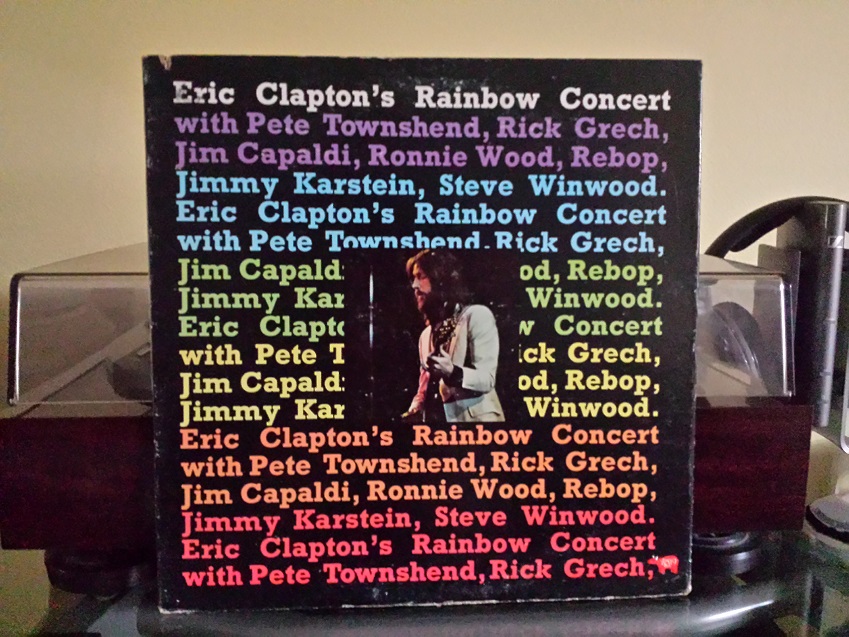 Eric Clapton's Rainbow Concert
with Pete Townshend, Rick Grech,
Jim Capaldi, Ronnie Wood, Rebop,
Jimmy Karstein, Steve Winwood.
Eric Clapton's Rainbow Concert
with Pete Townshend, Rick Grech,
Jim Capald od, Rebop,
Jimmy Kar Winwood.
Eric Clapto w Concert
with Pete T ick Grech,
Jim Capald od, Rebop,
Jimmy Kar Winwood.
Eric Clapton's Rainbow Concert
with Pete Townshend, Rick Grech,
Jim Capaldi, Ronnie Wood, Rebop,
Jimmy Karstein, Steve Winwood.
Eric Clapton's Rainbow Concert
with Pete Townshend, Rick Grech,